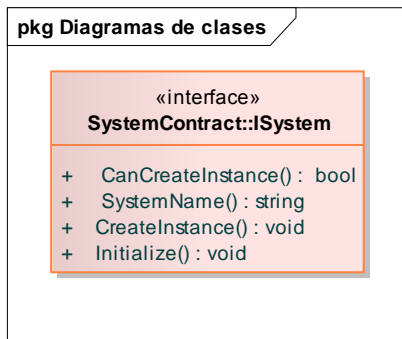 pkg Diagramas de clases
«interface»
SystemContract::ISystem
+ CanCreateInstance() : bool
+ SystemName() : string
+ CreateInstance() : void
+ Initialize() : void